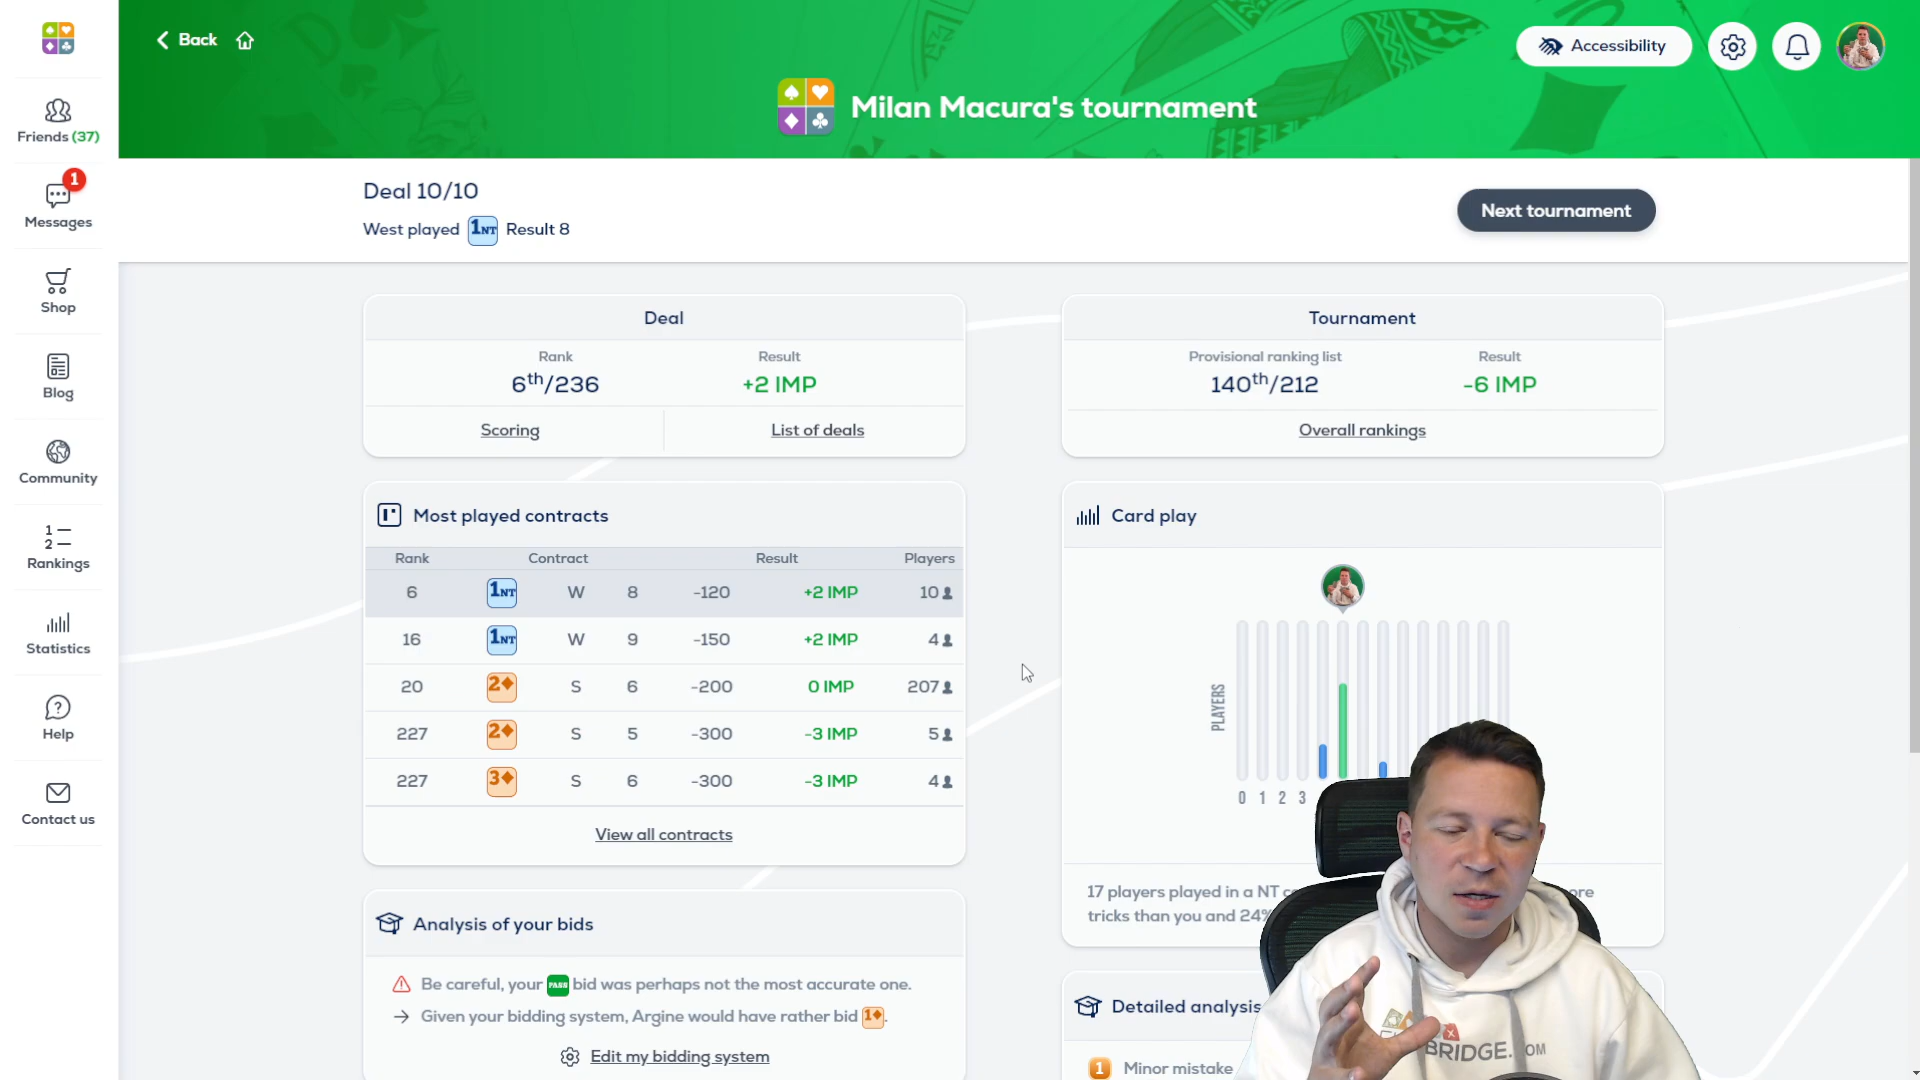 Back
Accessibility
Milan Macura's tournament
Friends (37)
1
Messages
Shop
Blog
Community
1
2
Rankings
Statistics
Help
Contact us
Deal 10/10
West played 1NT Result 8
Next tournament
Deal
Rank Result
6th/236 +2 IMP
Scoring List of deals
Tournament
Provisional ranking list Result
140th/212 -6 IMP
Overall rankings
Most played contracts
Rank Contract Result Players
6 1NT W 8 -120 +2 IMP 10
16 1NT W 9 -150 +2 IMP 4
20 2♦ S 6 -200 0 IMP 207
227 2♦ S 5 -300 -3 IMP 5
227 3♦ S 6 -300 -3 IMP 4
View all contracts
Card play
PLAYERS
0 1 2 3
17 players played in a NT
tricks than you and 24%
Analysis of your bids
Be careful, your PASS bid was perhaps not the most accurate one.
Given your bidding system, Argine would have rather bid 1♦.
Edit my bidding system
Detailed analysis
1 Minor mistake
BRIDGE.COM